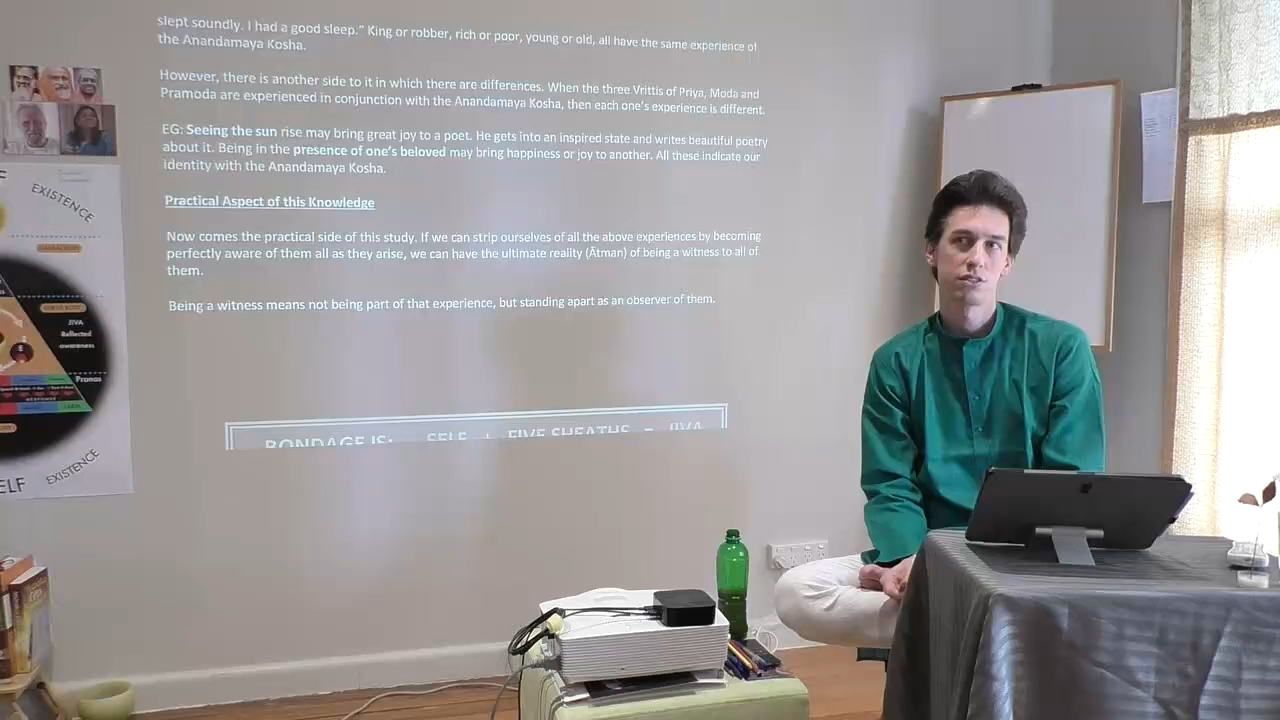 slept soundly. I had a good sleep." King or robber, rich or poor, young or old, all have the same experience of
the Anandamaya Kosha.
However, there is another side to it in which there are differences. When the three Vrittis of Priya, Moda and
Pramoda are experienced in conjunction with the Anandamaya Kosha, then each one's experience is different.
EG: Seeing the sun rise may bring great joy to a poet. He gets into an inspired state and writes beautiful poetry
about it. Being in the presence of one's beloved may bring happiness or joy to another. All these indicate our
identity with the Anandamaya Kosha.
Practical Aspect of this Knowledge
Now comes the practical side of this study. If we can strip ourselves of all the above experiences by becoming
perfectly aware of them all as they arise, we can have the ultimate reality (Ātman) of being a witness to all of
them.
Being a witness means not being part of that experience, but standing apart as an observer of them.
BONDAGE IS: SELF + FIVE SHEATHS = JIVA
EXISTENCE
JIVA
Reflected
awareness
Pranas
EXISTENCE
ELF